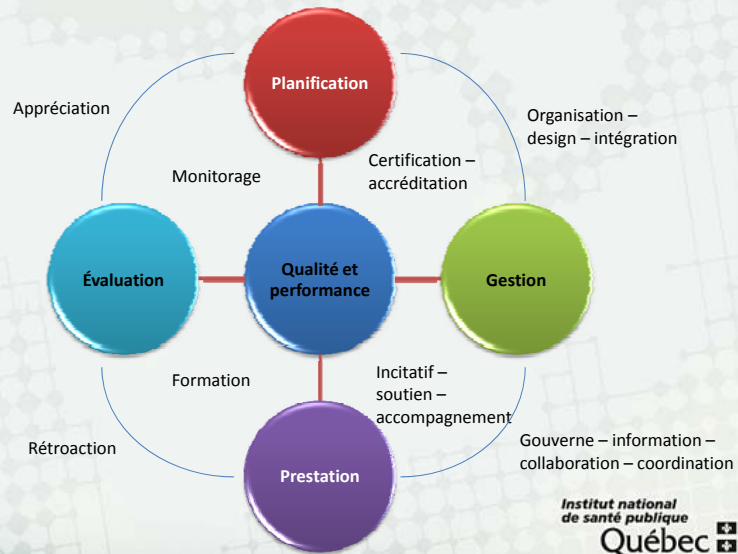 Planification
Appréciation
Organisation –
design – intégration
Certification –
accréditation
Monitorage
Évaluation
Qualité et
performance
Gestion
Formation
Incitatif –
soutien –
accompagnement
Rétroaction
Gouverne – information –
collaboration – coordination
Prestation
Institut national
de santé publique
Québec